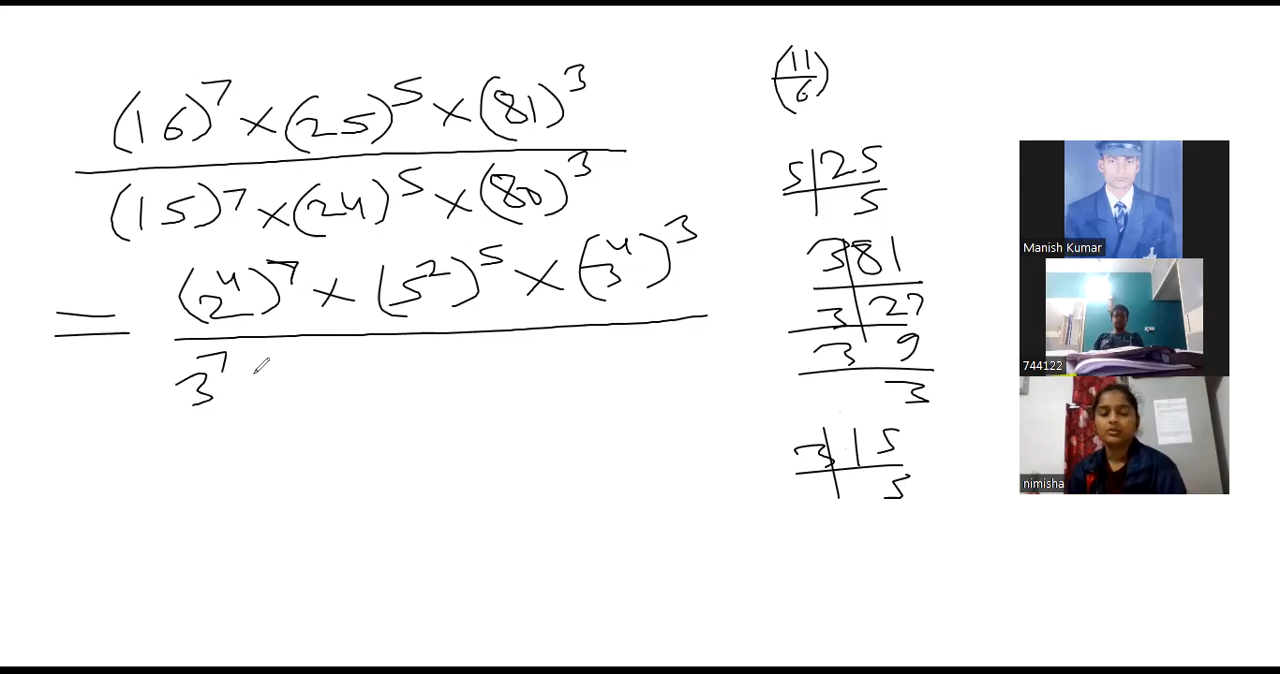 (16)^7 × (25)^5 × (81)^3
(15)^7 × (24)^5 × (80)^3
= (2^4)^7 × (5^2)^5 × (3^4)^3
3^7
(11/6)
5 | 25
5
3 | 81
3 | 27
3 9
3
3 | 15
5
Manish Kumar
744122
nimisha